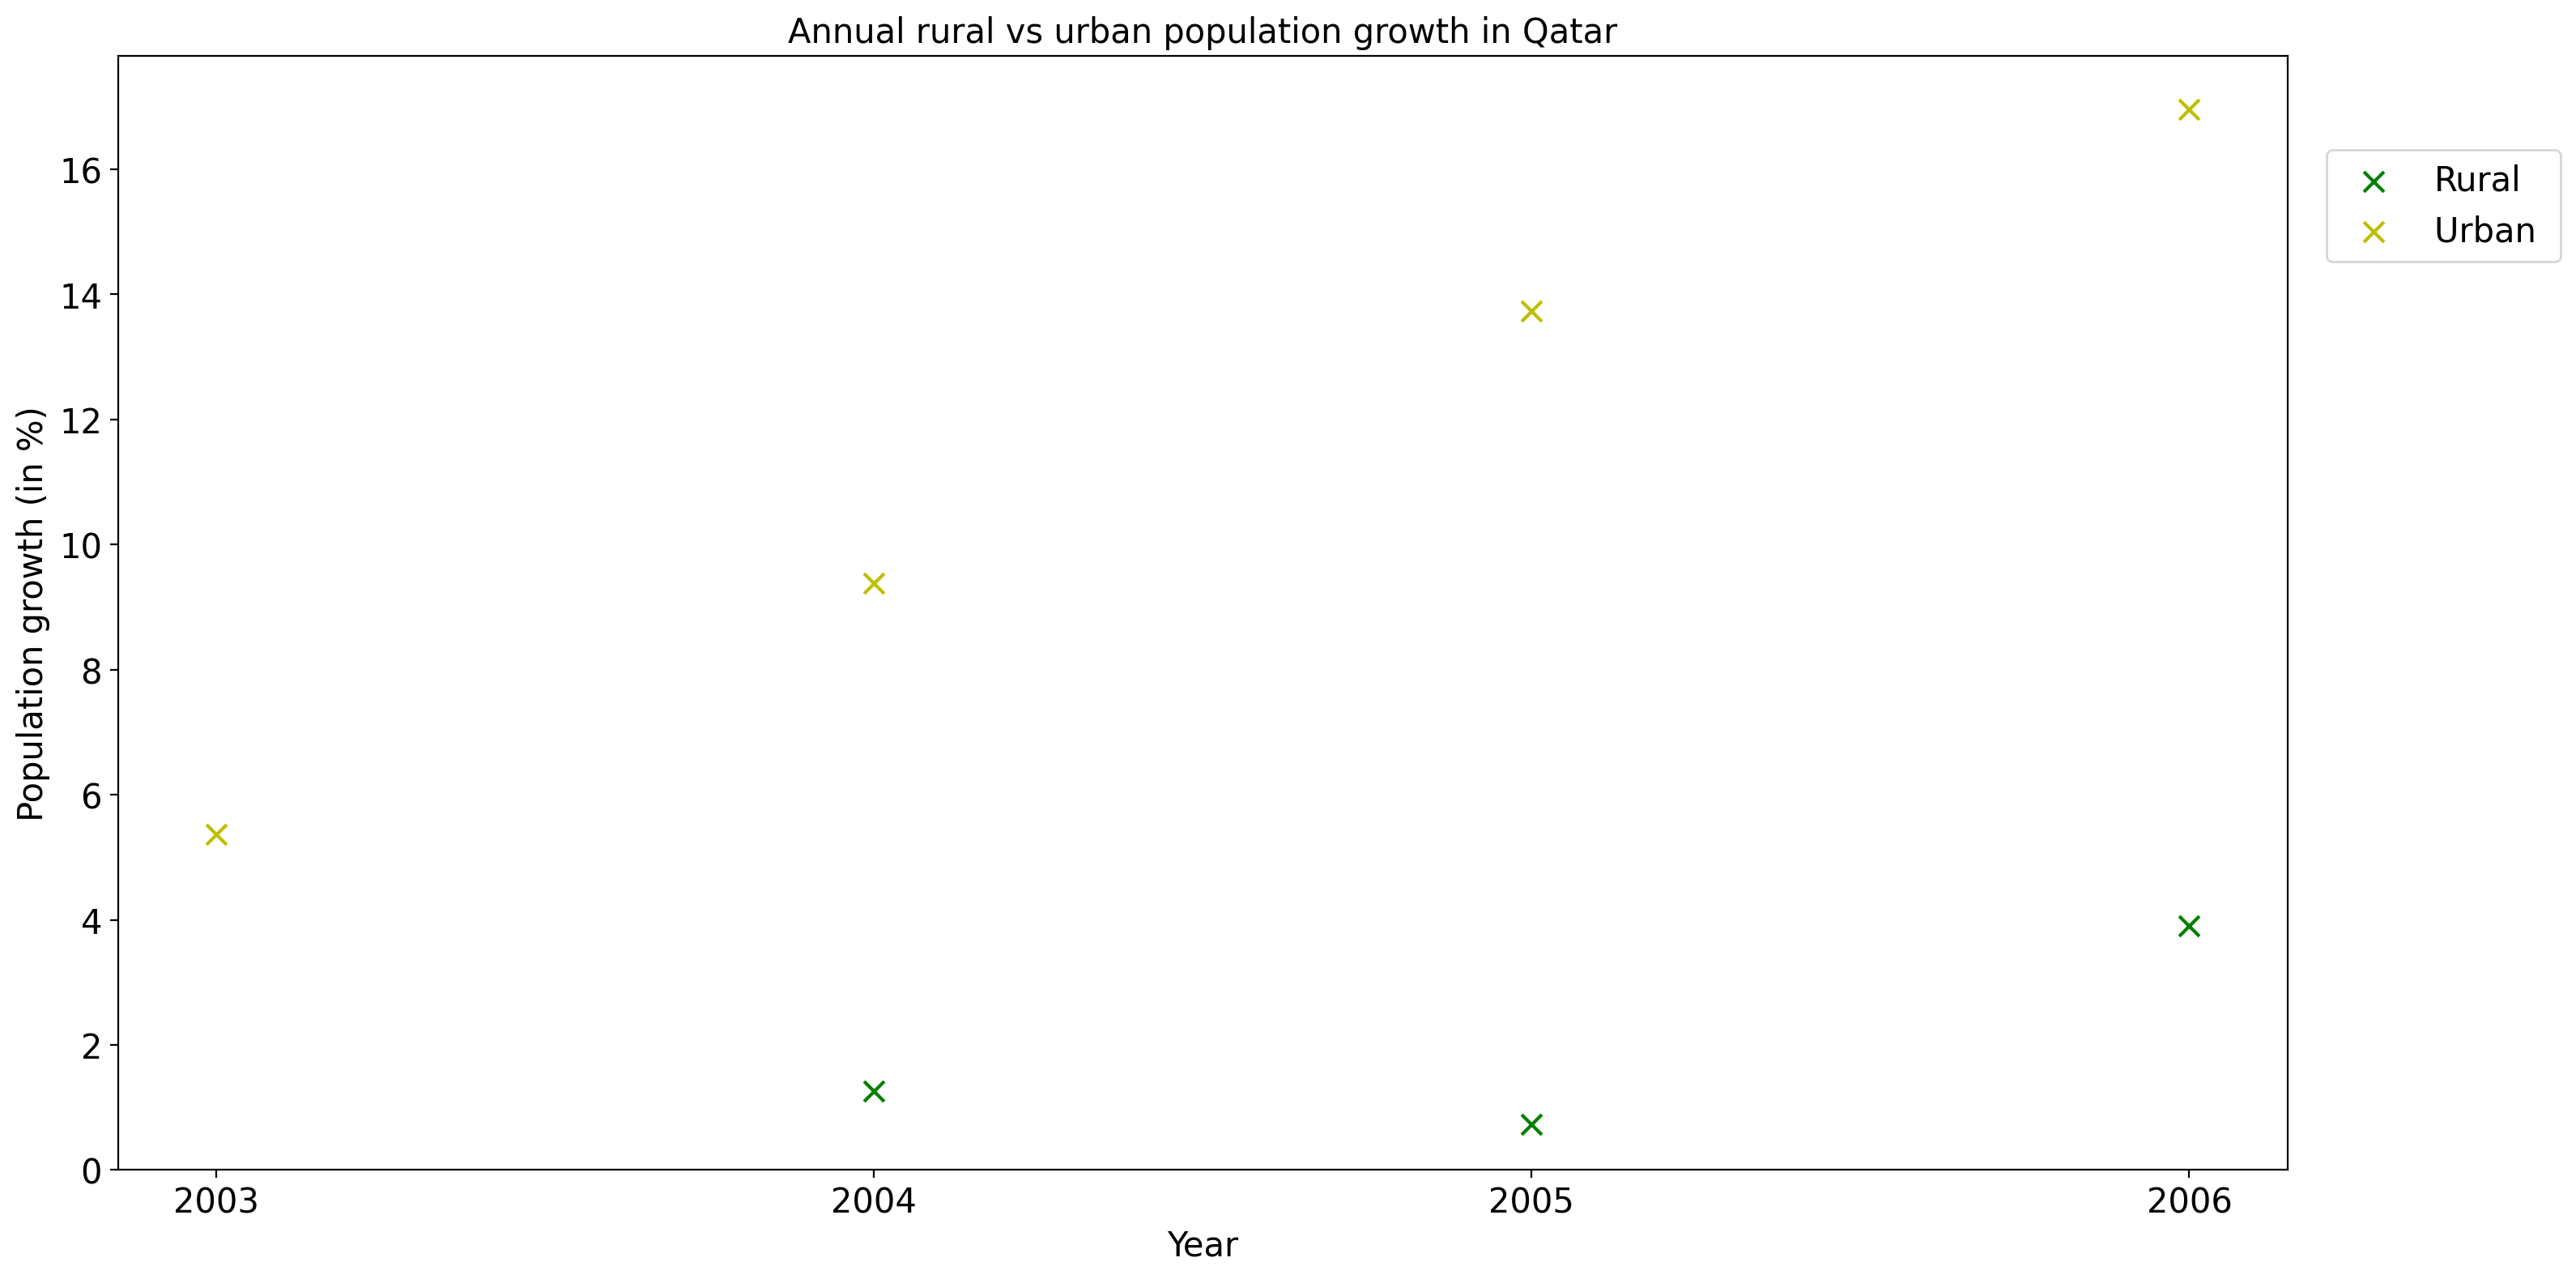 Annual rural vs urban population growth in Qatar
Population growth (in %)
16
14
12
10
8
6
4
2
0
2003 2004 2005 2006
Year
Rural
Urban